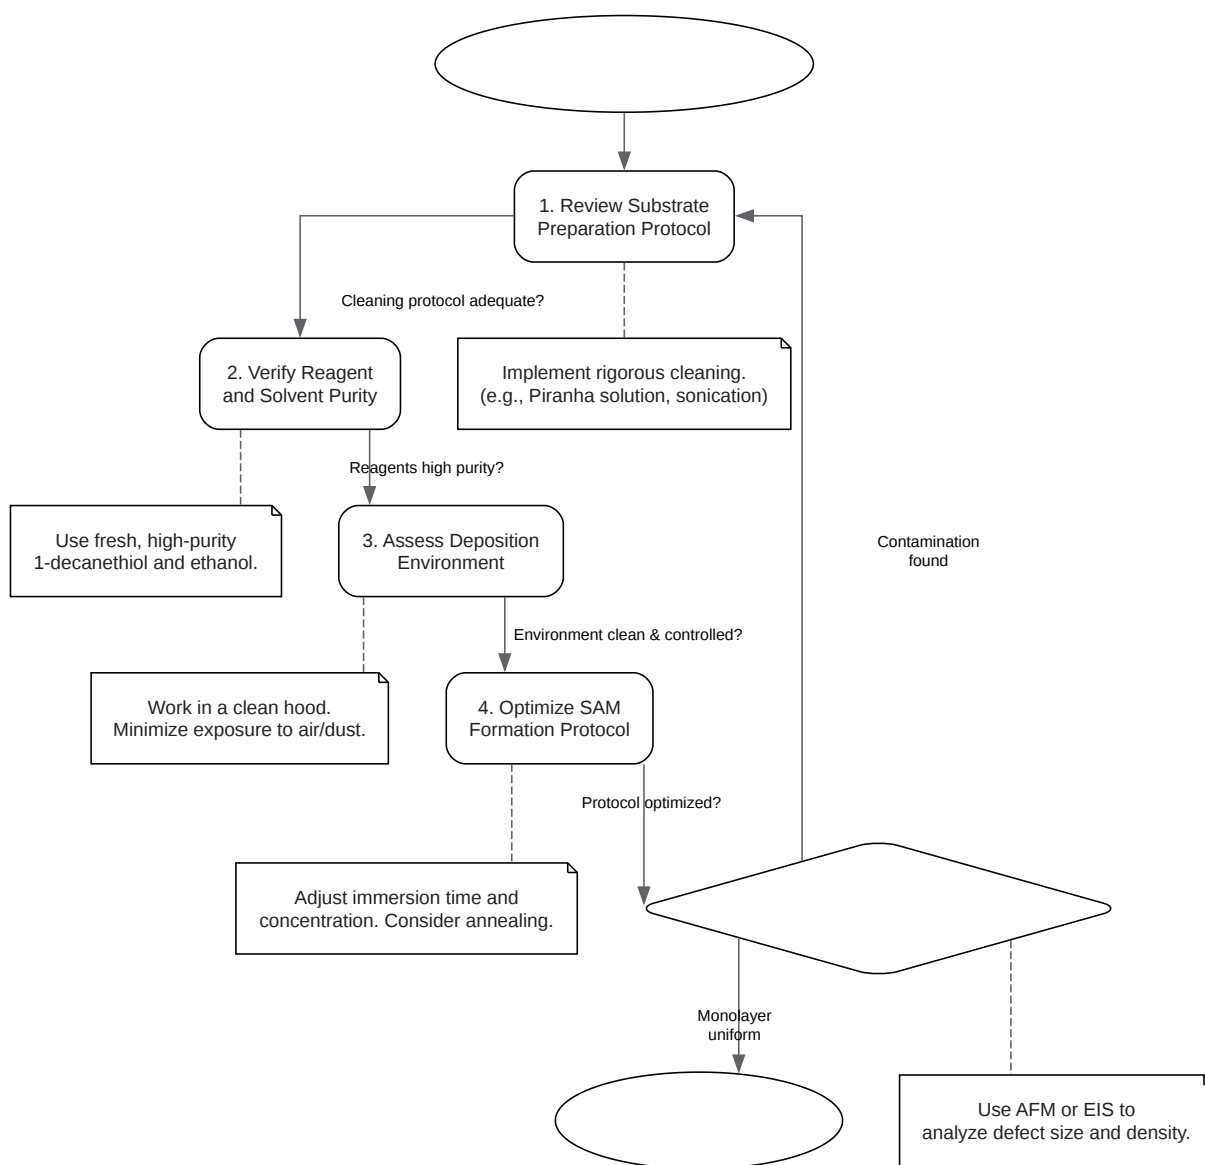 1. Review Substrate
Preparation Protocol
Cleaning protocol adequate?
2. Verify Reagent
and Solvent Purity
Implement rigorous cleaning.
(e.g., Piranha solution, sonication)
Reagents high purity?
Use fresh, high-purity
1-decanethiol and ethanol.
3. Assess Deposition
Environment
Contamination
found
Environment clean & controlled?
Work in a clean hood.
Minimize exposure to air/dust.
4. Optimize SAM
Formation Protocol
Protocol optimized?
Adjust immersion time and
concentration. Consider annealing.
Monolayer
uniform
Use AFM or EIS to
analyze defect size and density.